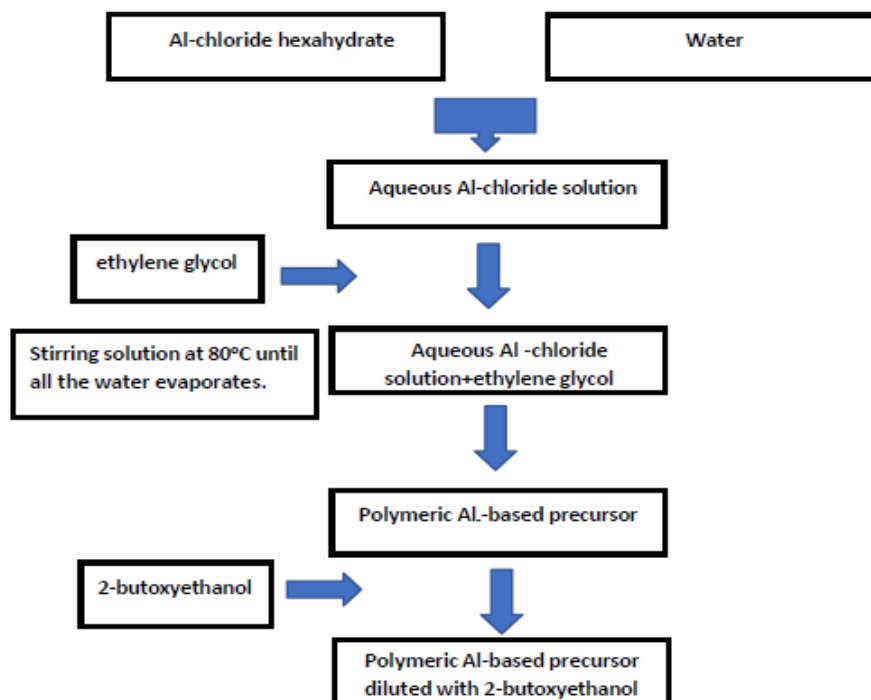 Al-chloride hexahydrate
Water
Aqueous Al-chloride solution
ethylene glycol
Stirring solution at 80°C until
all the water evaporates.
Aqueous Al -chloride
solution+ethylene glycol
Polymeric AL-based precursor
2-butoxyethanol
Polymeric Al-based precursor
diluted with 2-butoxyethanol